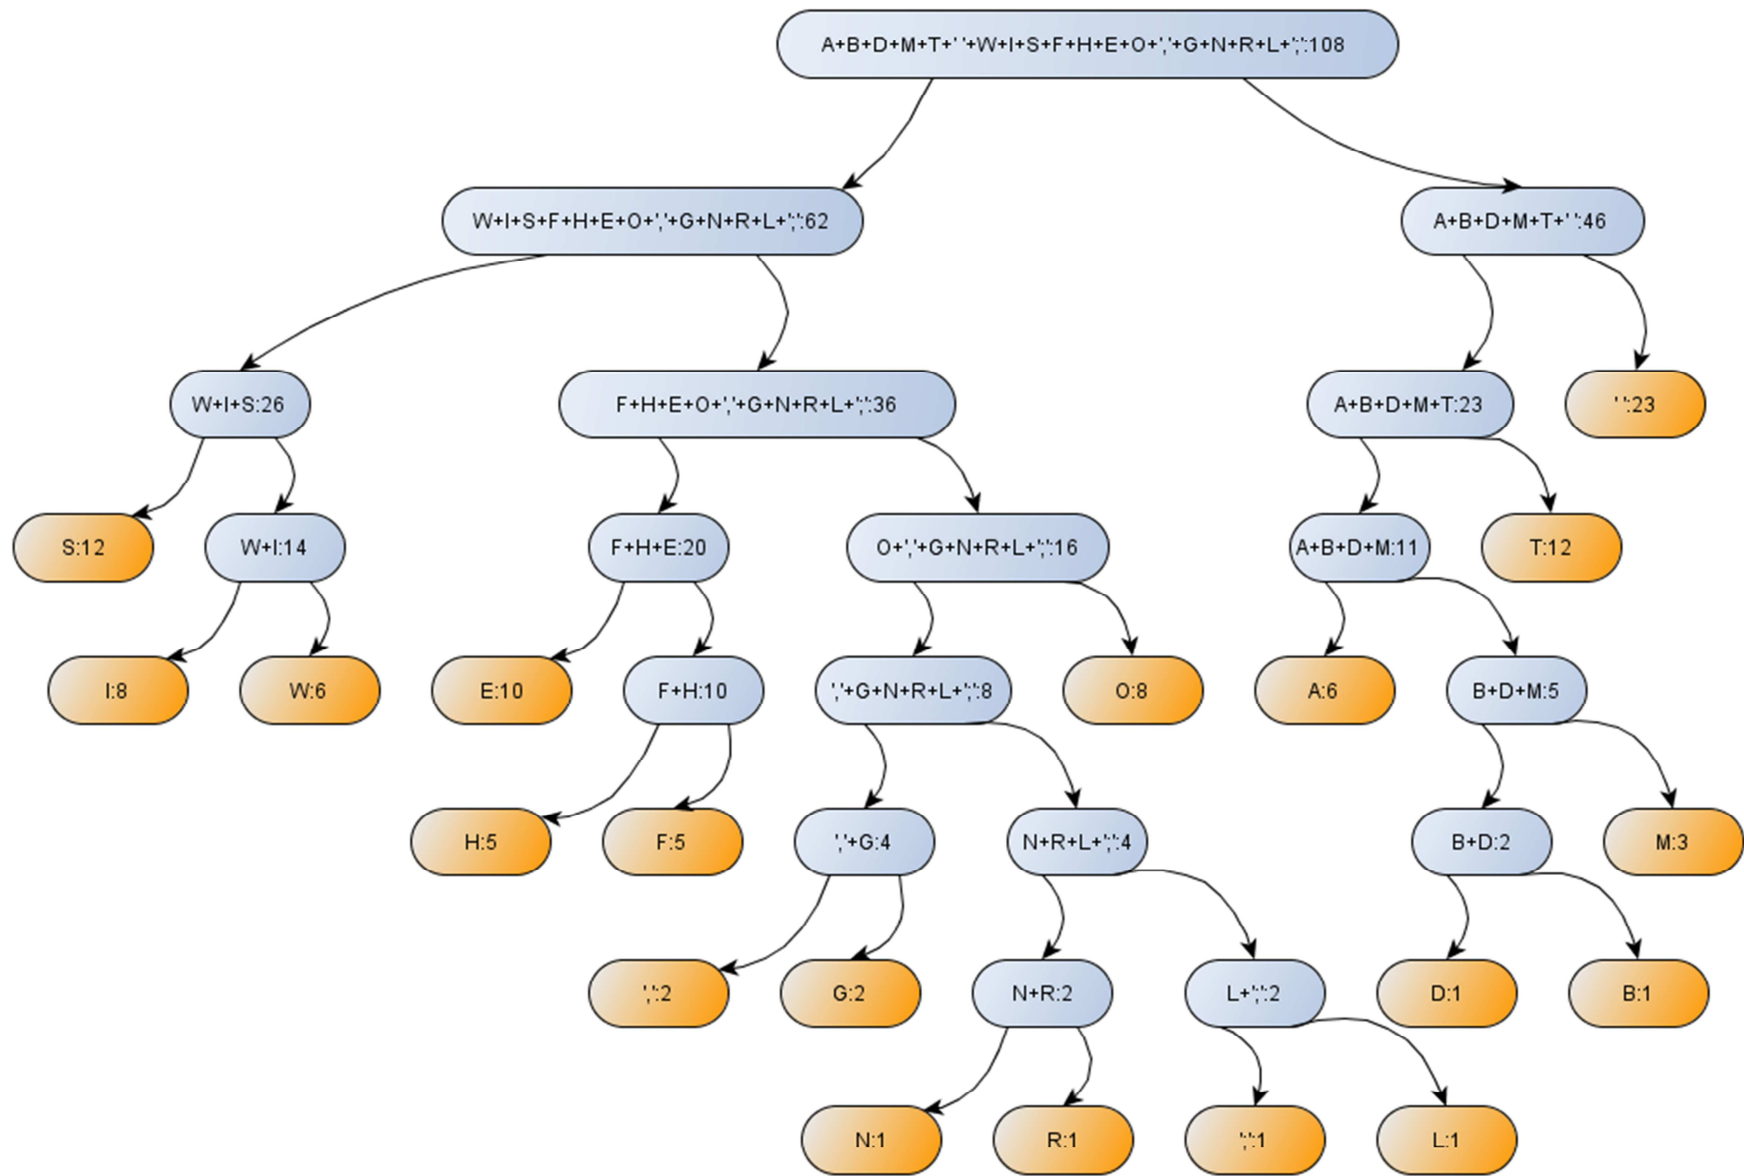 A+B+D+M+T+' '+W+I+S+F+H+E+O+','+G+N+R+L+';':108
W+I+S+F+H+E+O+','+G+N+R+L+';':62
A+B+D+M+T+' ':46
W+I+S:26
F+H+E+O+','+G+N+R+L+';':36
A+B+D+M+T:23
' ':23
S:12
W+I:14
F+H+E:20
O+','+G+N+R+L+';':16
A+B+D+M:11
T:12
I:8
W:6
E:10
F+H:10
','+G+N+R+L+';':8
O:8
A:6
B+D+M:5
H:5
F:5
','+G:4
N+R+L+';':4
B+D:2
M:3
',':2
G:2
N+R:2
L+';':2
D:1
B:1
N:1
R:1
';':1
L:1